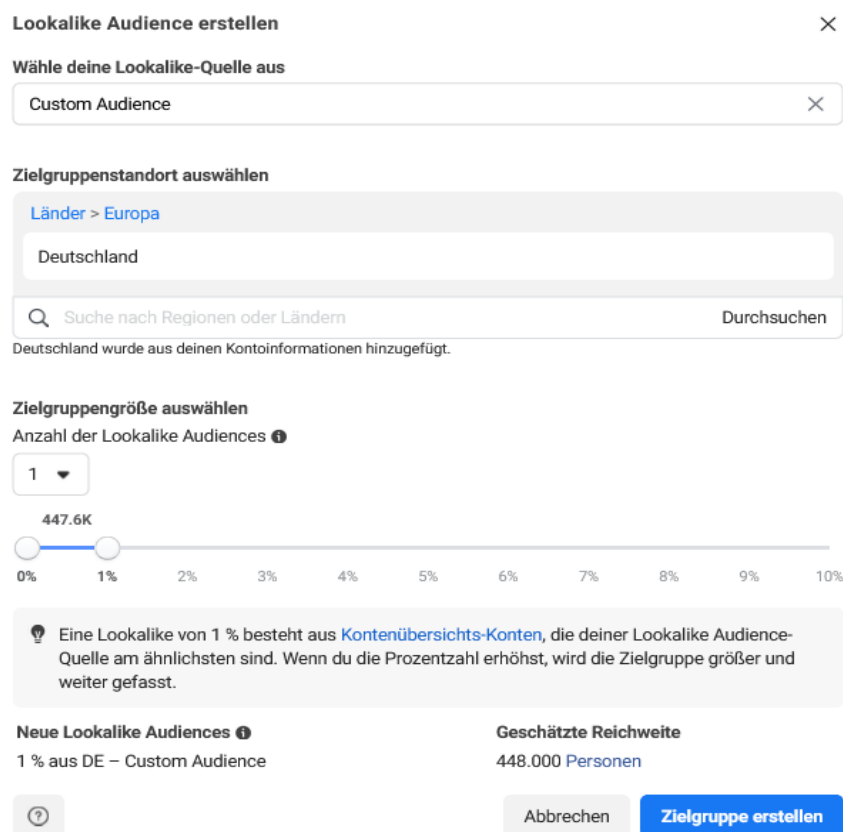 Lookalike Audience erstellen
Wähle deine Lookalike-Quelle aus
Custom Audience
Zielgruppenstandort auswählen
Länder > Europa
Deutschland
Suche nach Regionen oder Ländern Durchsuchen
Deutschland wurde aus deinen Kontoinformationen hinzugefügt.
Zielgruppengröße auswählen
Anzahl der Lookalike Audiences
1
447.6K
0% 1% 2% 3% 4% 5% 6% 7% 8% 9% 10%
Eine Lookalike von 1 % besteht aus Kontenübersichts-Konten, die deiner Lookalike Audience-
Quelle am ähnlichsten sind. Wenn du die Prozentzahl erhöhst, wird die Zielgruppe größer und
weiter gefasst.
Neue Lookalike Audiences Geschätzte Reichweite
1 % aus DE – Custom Audience 448.000 Personen
Abbrechen Zielgruppe erstellen